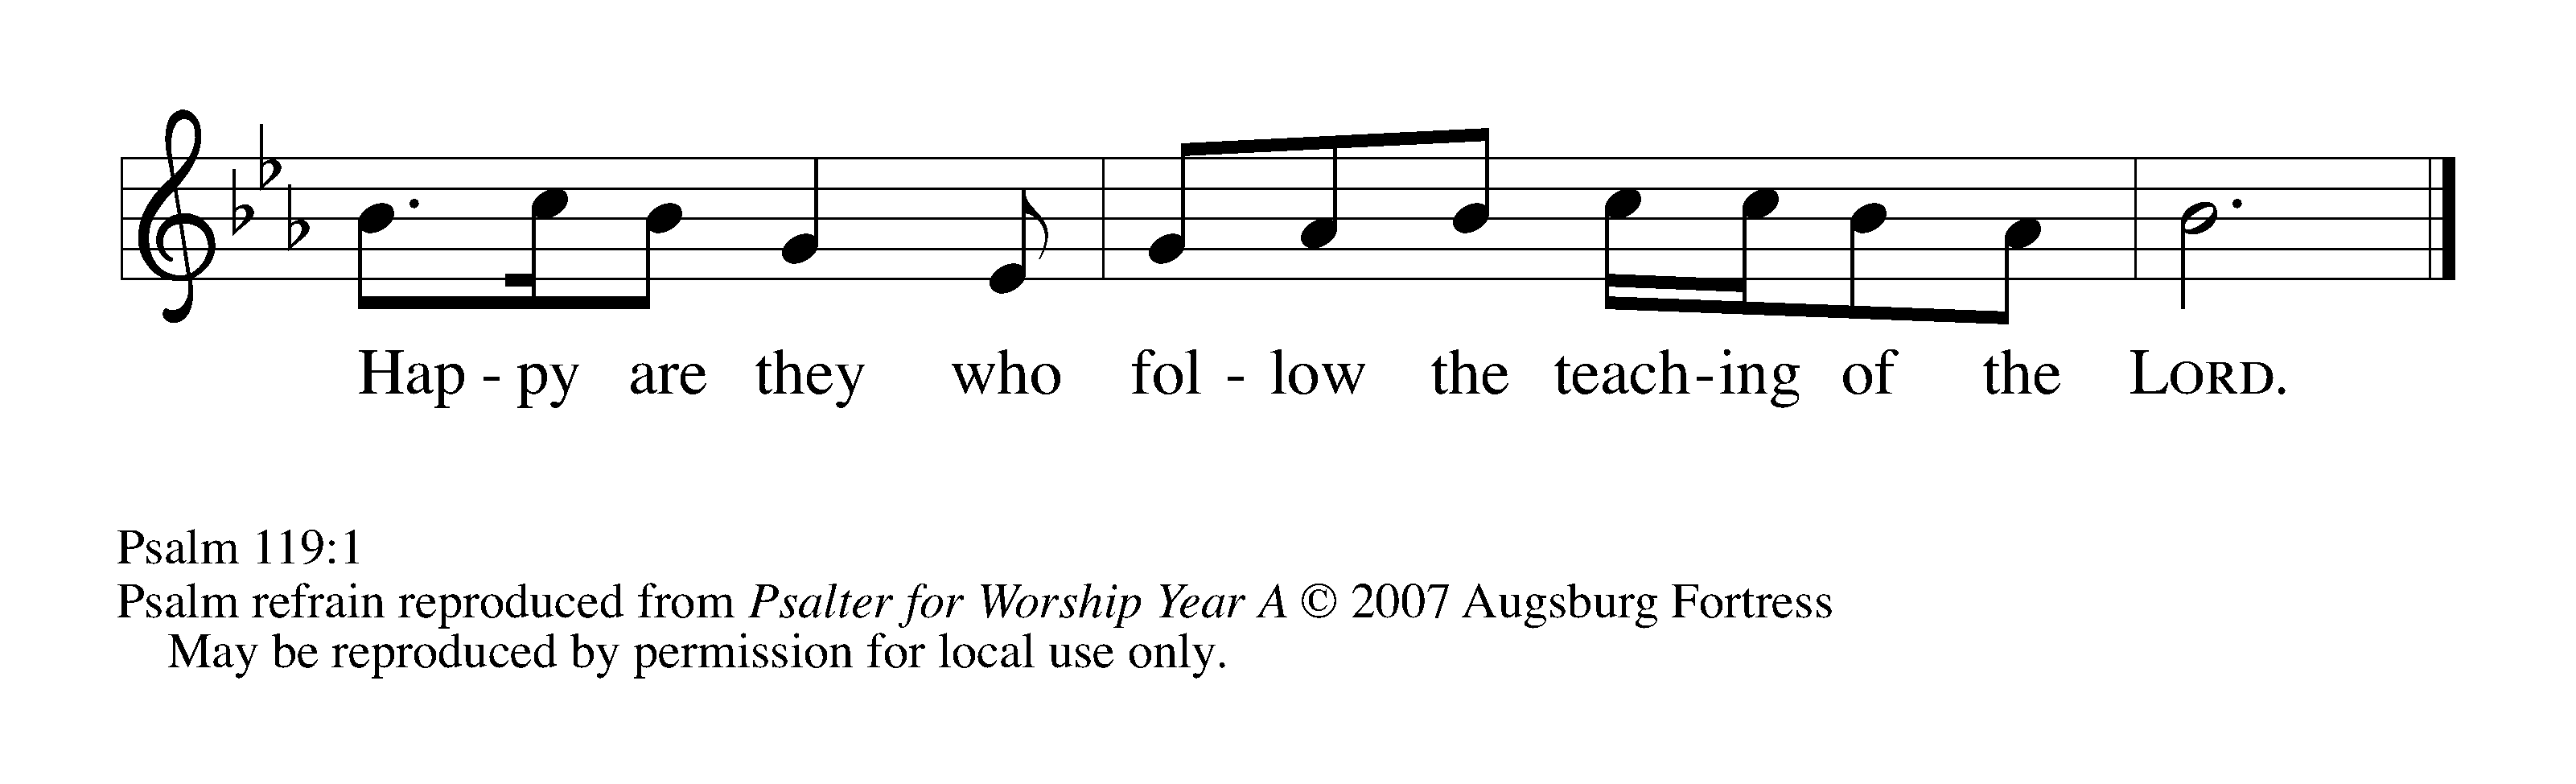 Hap - py are they who fol - low the teach-ing of the LORD.
Psalm 119:1
Psalm refrain reproduced from Psalter for Worship Year A © 2007 Augsburg Fortress
May be reproduced by permission for local use only.